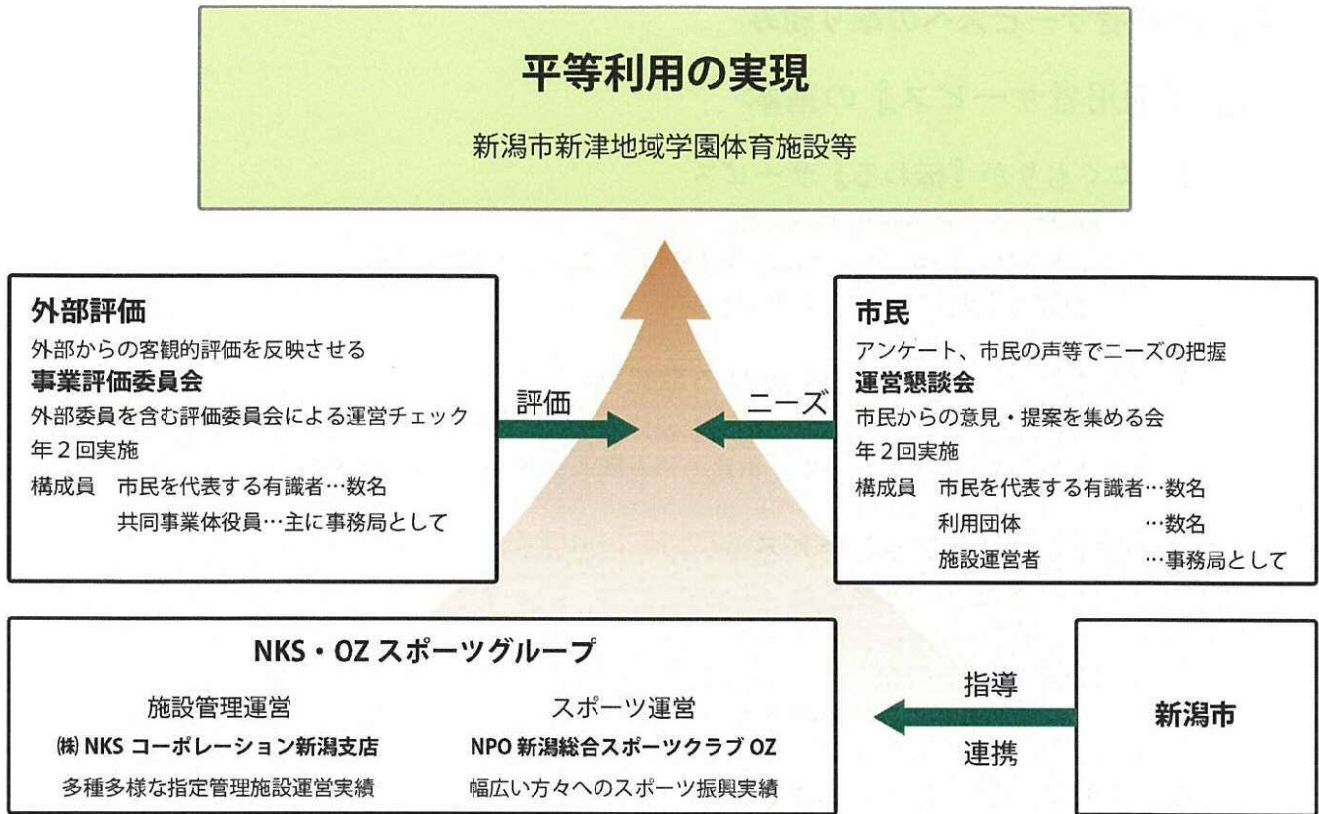 平等利用の実現
新潟市新津地域学園体育施設等
外部評価
外部からの客観的評価を反映させる
事業評価委員会
外部委員を含む評価委員会による運営チェック
年２回実施
構成員　市民を代表する有識者…数名
共同事業体役員…主に事務局として
評価
ニーズ
市民
アンケート、市民の声等でニーズの把握
運営懇談会
市民からの意見・提案を集める会
年２回実施
構成員　市民を代表する有識者…数名
利用団体　…数名
施設運営者　…事務局として
NKS・OZ スポーツグループ
施設管理運営
㈱ NKS コーポレーション新潟支店
多種多様な指定管理施設運営実績
スポーツ運営
NPO 新潟総合スポーツクラブ OZ
幅広い方々へのスポーツ振興実績
指導
連携
新潟市